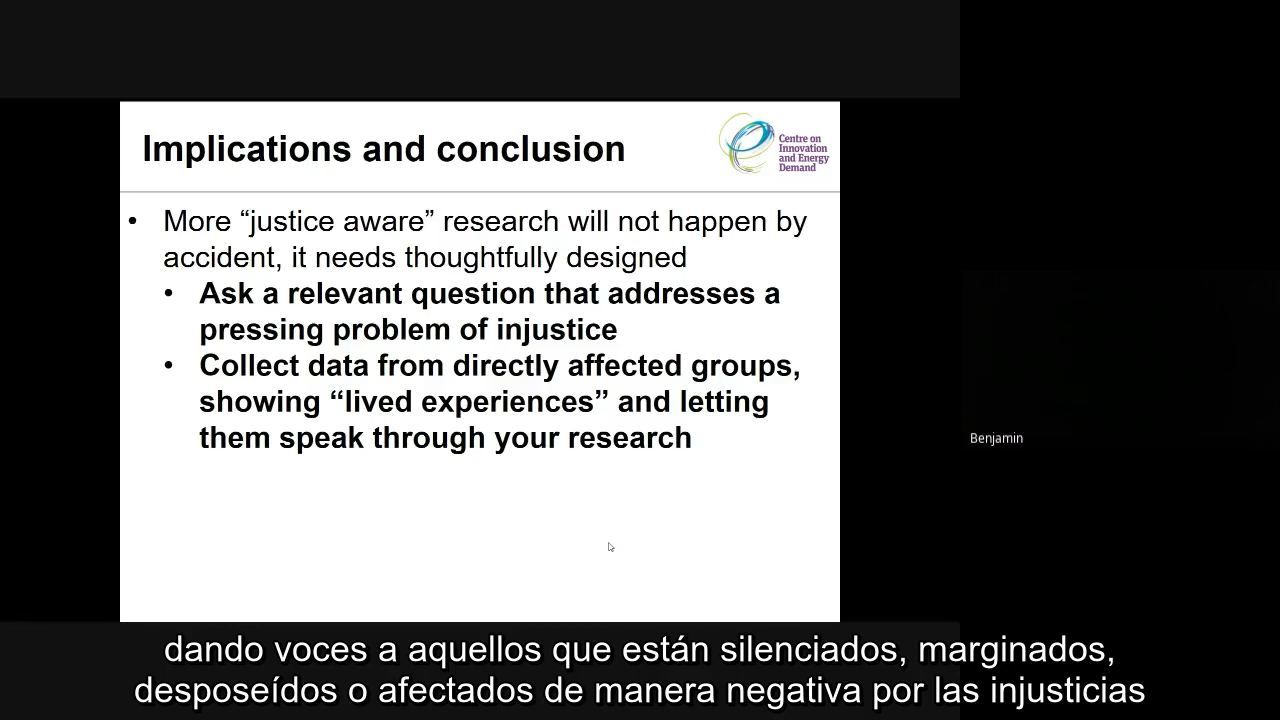 Implications and conclusion
Centre on
Innovation
and Energy
Demand
• More “justice aware” research will not happen by
accident, it needs thoughtfully designed
• Ask a relevant question that addresses a
pressing problem of injustice
• Collect data from directly affected groups,
showing “lived experiences” and letting
them speak through your research
Benjamin
dando voces a aquellos que están silenciados, marginados,
desposeídos o afectados de manera negativa por las injusticias